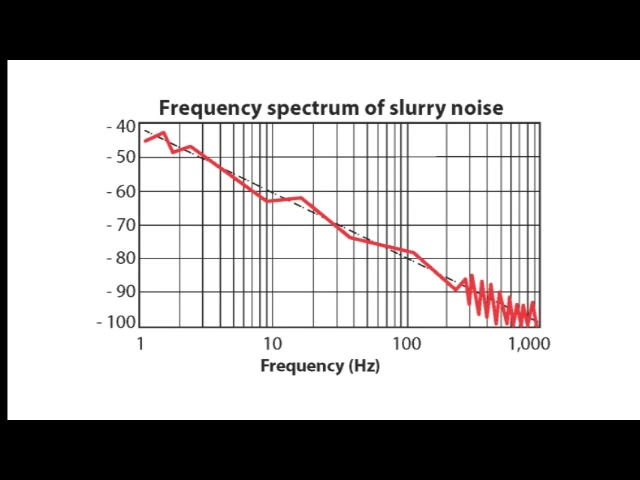 Frequency spectrum of slurry noise
- 40
- 50
- 60
- 70
- 80
- 90
- 100
1 10 100 1,000
Frequency (Hz)